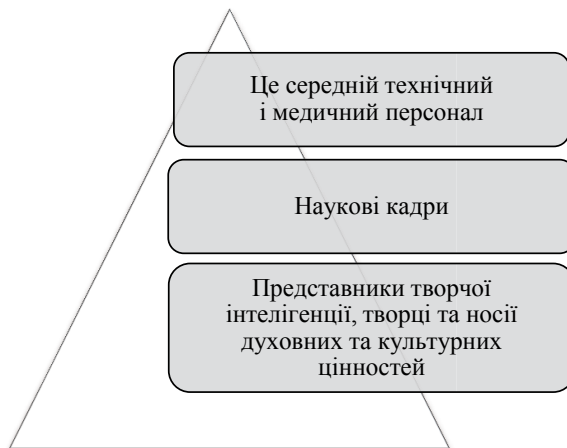 Це середній технічний
і медичний персонал
Наукові кадри
Представники творчої
інтелігенції, творці та носії
духовних та культурних
цінностей